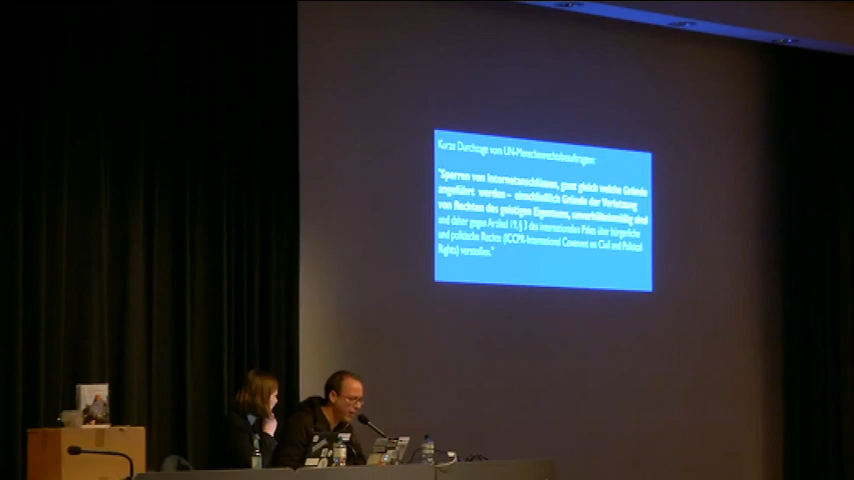 Kurze Durchsage vom UN-Menschenrechtsbeauftragten:
"Sperren von Internetanschlüssen, ganz gleich welche Gründe
angeführt werden – einschließlich Gründe der Verletzung
von Rechten des geistigen Eigentums, unverhältnismäßig sind
und daher gegen Artikel 19, § 3 des internationalen Paktes über bürgerliche
und politische Rechte (ICCPR-International Covenant on Civil and Political
Rights) verstoßen."